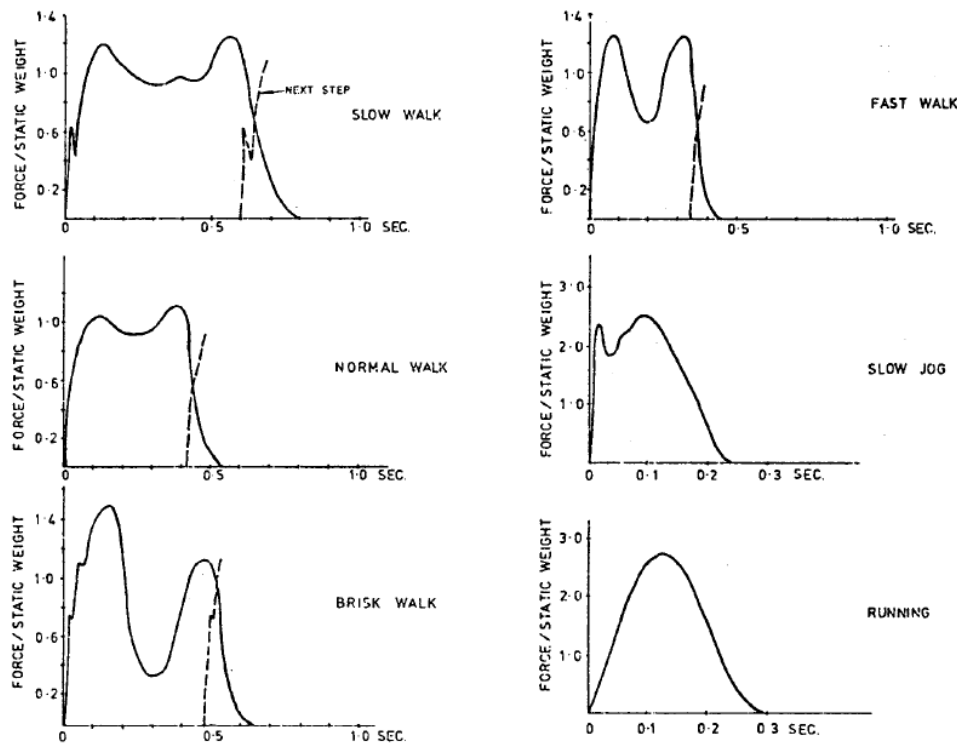 FORCE/STATIC WEIGHT
1·4
1·0
0·6
0·2
0
0·5
1·0 SEC.
NEXT STEP
SLOW WALK
FORCE/STATIC WEIGHT
1·4
1·0
0·6
0·2
0
0·5
1·0 SEC.
FAST WALK
FORCE/STATIC WEIGHT
1·0
0·6
0·2
0
0·5
1·0 SEC.
NORMAL WALK
FORCE/STATIC WEIGHT
3·0
2·0
1·0
0
0·1
0·2
0·3 SEC.
SLOW JOG
FORCE/STATIC WEIGHT
1·4
1·0
0·6
0·2
0
0·5
1·0 SEC.
BRISK WALK
FORCE/STATIC WEIGHT
3·0
2·0
1·0
0
0·1
0·2
0·3 SEC.
RUNNING